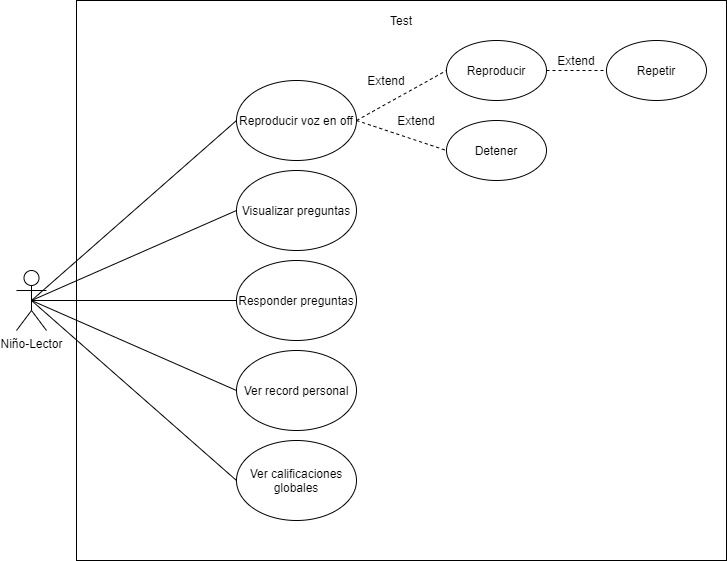 Test
Extend
Reproducir
Extend
Repetir
Reproducir voz en off
Extend
Detener
Visualizar preguntas
Responder preguntas
Niño-Lector
Ver record personal
Ver calificaciones
globales